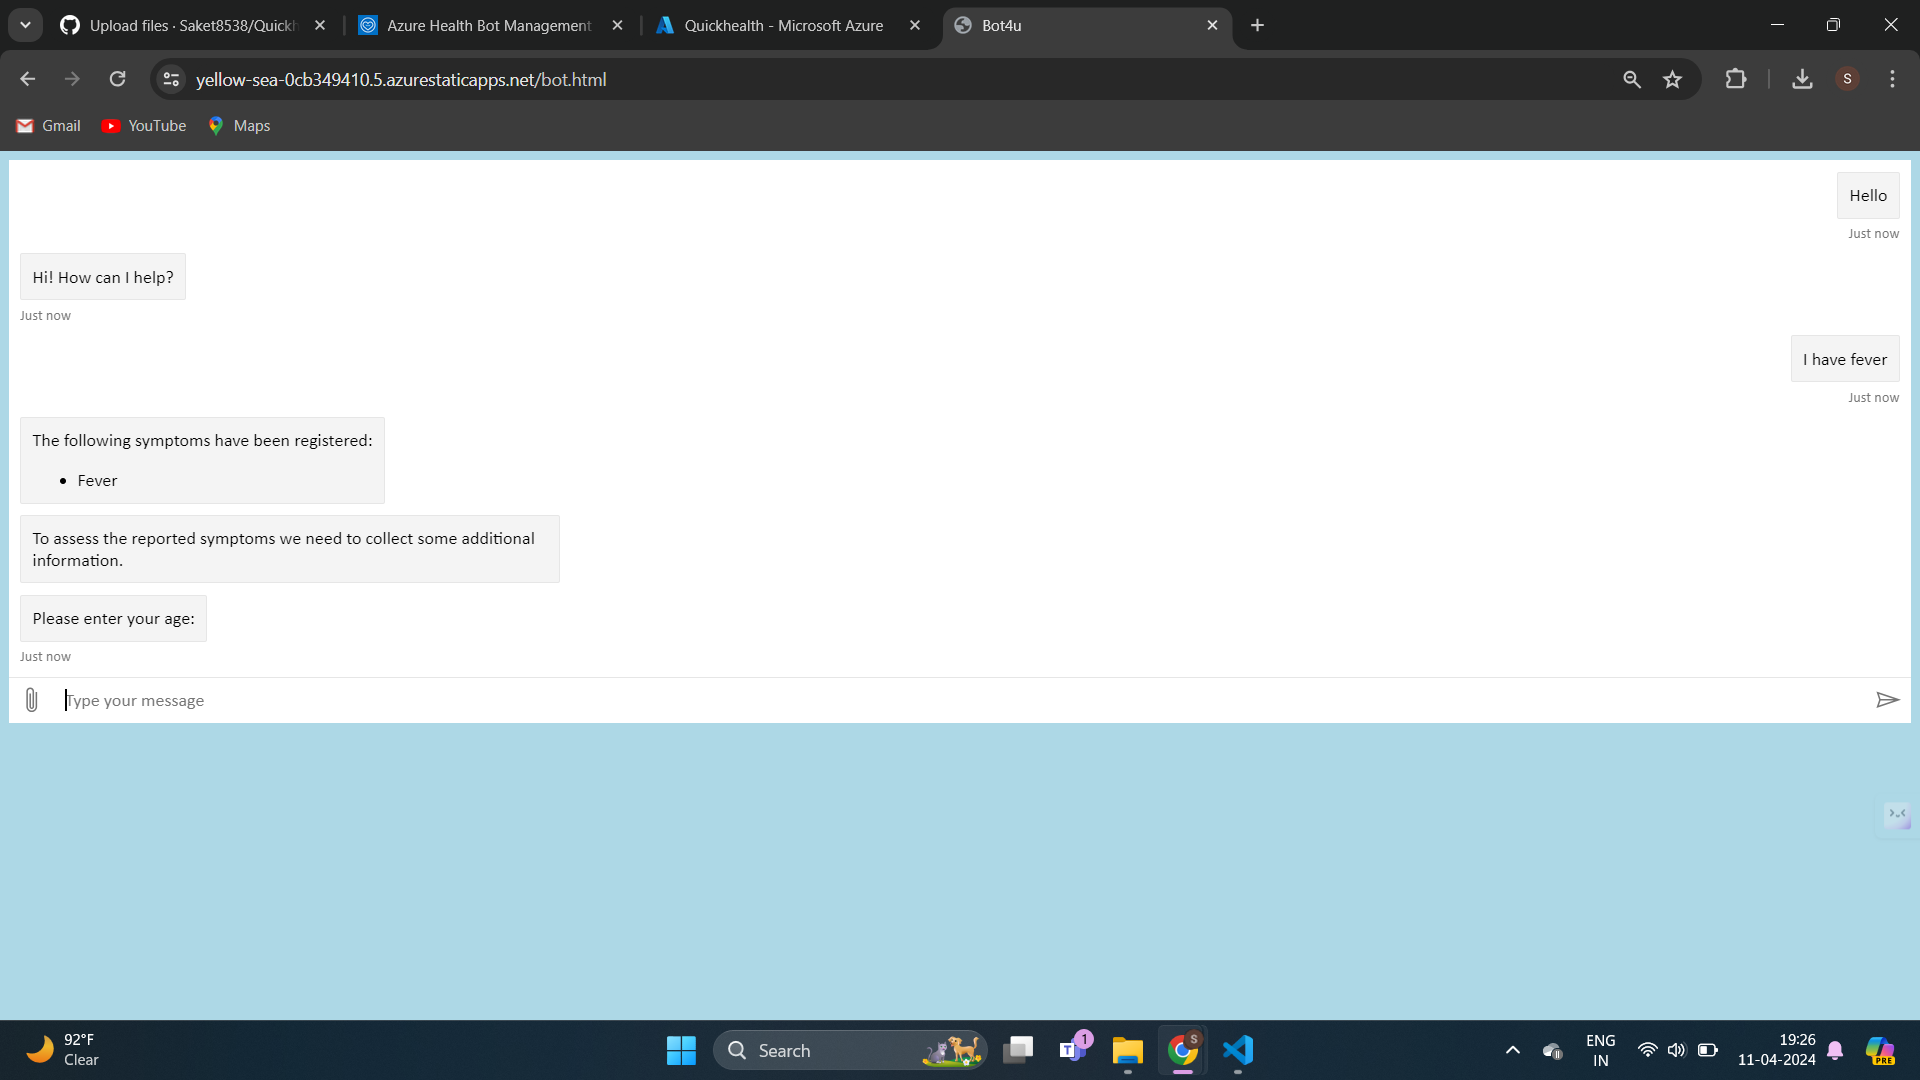 Upload files · Saket8538/Quickh
Azure Health Bot Management
Quickhealth - Microsoft Azure
Bot4u
yellow-sea-0cb349410.5.azurestaticapps.net/bot.html
S
Gmail
YouTube
Maps
Hello
Just now
Hi! How can I help?
Just now
I have fever
Just now
The following symptoms have been registered:
• Fever
To assess the reported symptoms we need to collect some additional
information.
Please enter your age:
Just now
Type your message
92°F
Clear
Search
T
1
S
ENG
IN
19:26
11-04-2024
PRE